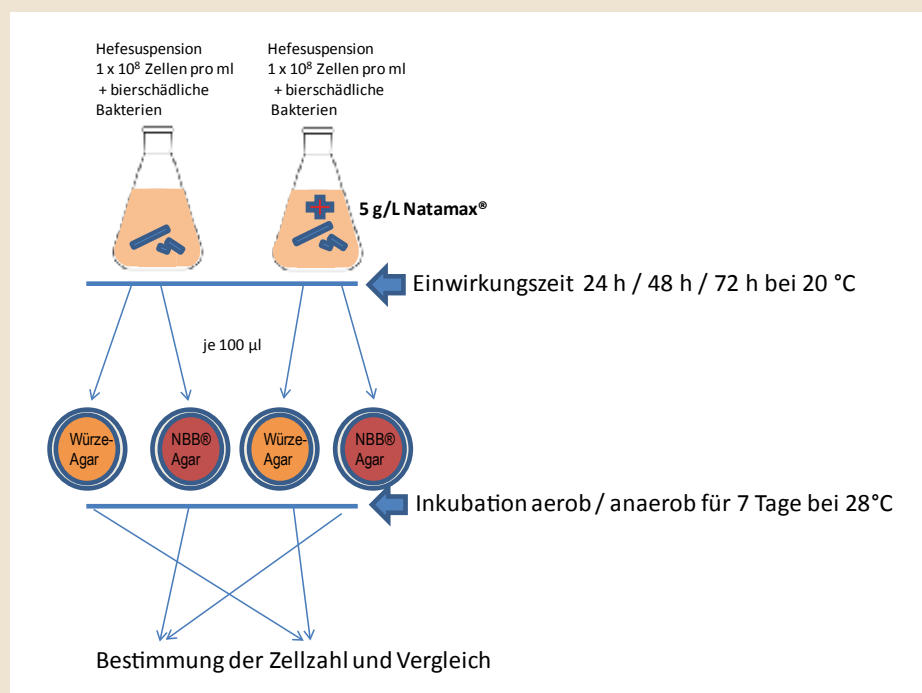 Hefesuspension
1 x 10⁸ Zellen pro ml
+ bierschädliche
Bakterien
Hefesuspension
1 x 10⁸ Zellen pro ml
+ bierschädliche
Bakterien
5 g/L Natamax®
Einwirkungszeit 24 h / 48 h / 72 h bei 20 °C
je 100 µl
Würze-
Agar
NBB®
Agar
Würze-
Agar
NBB®
Agar
Inkubation aerob / anaerob für 7 Tage bei 28°C
Bestimmung der Zellzahl und Vergleich